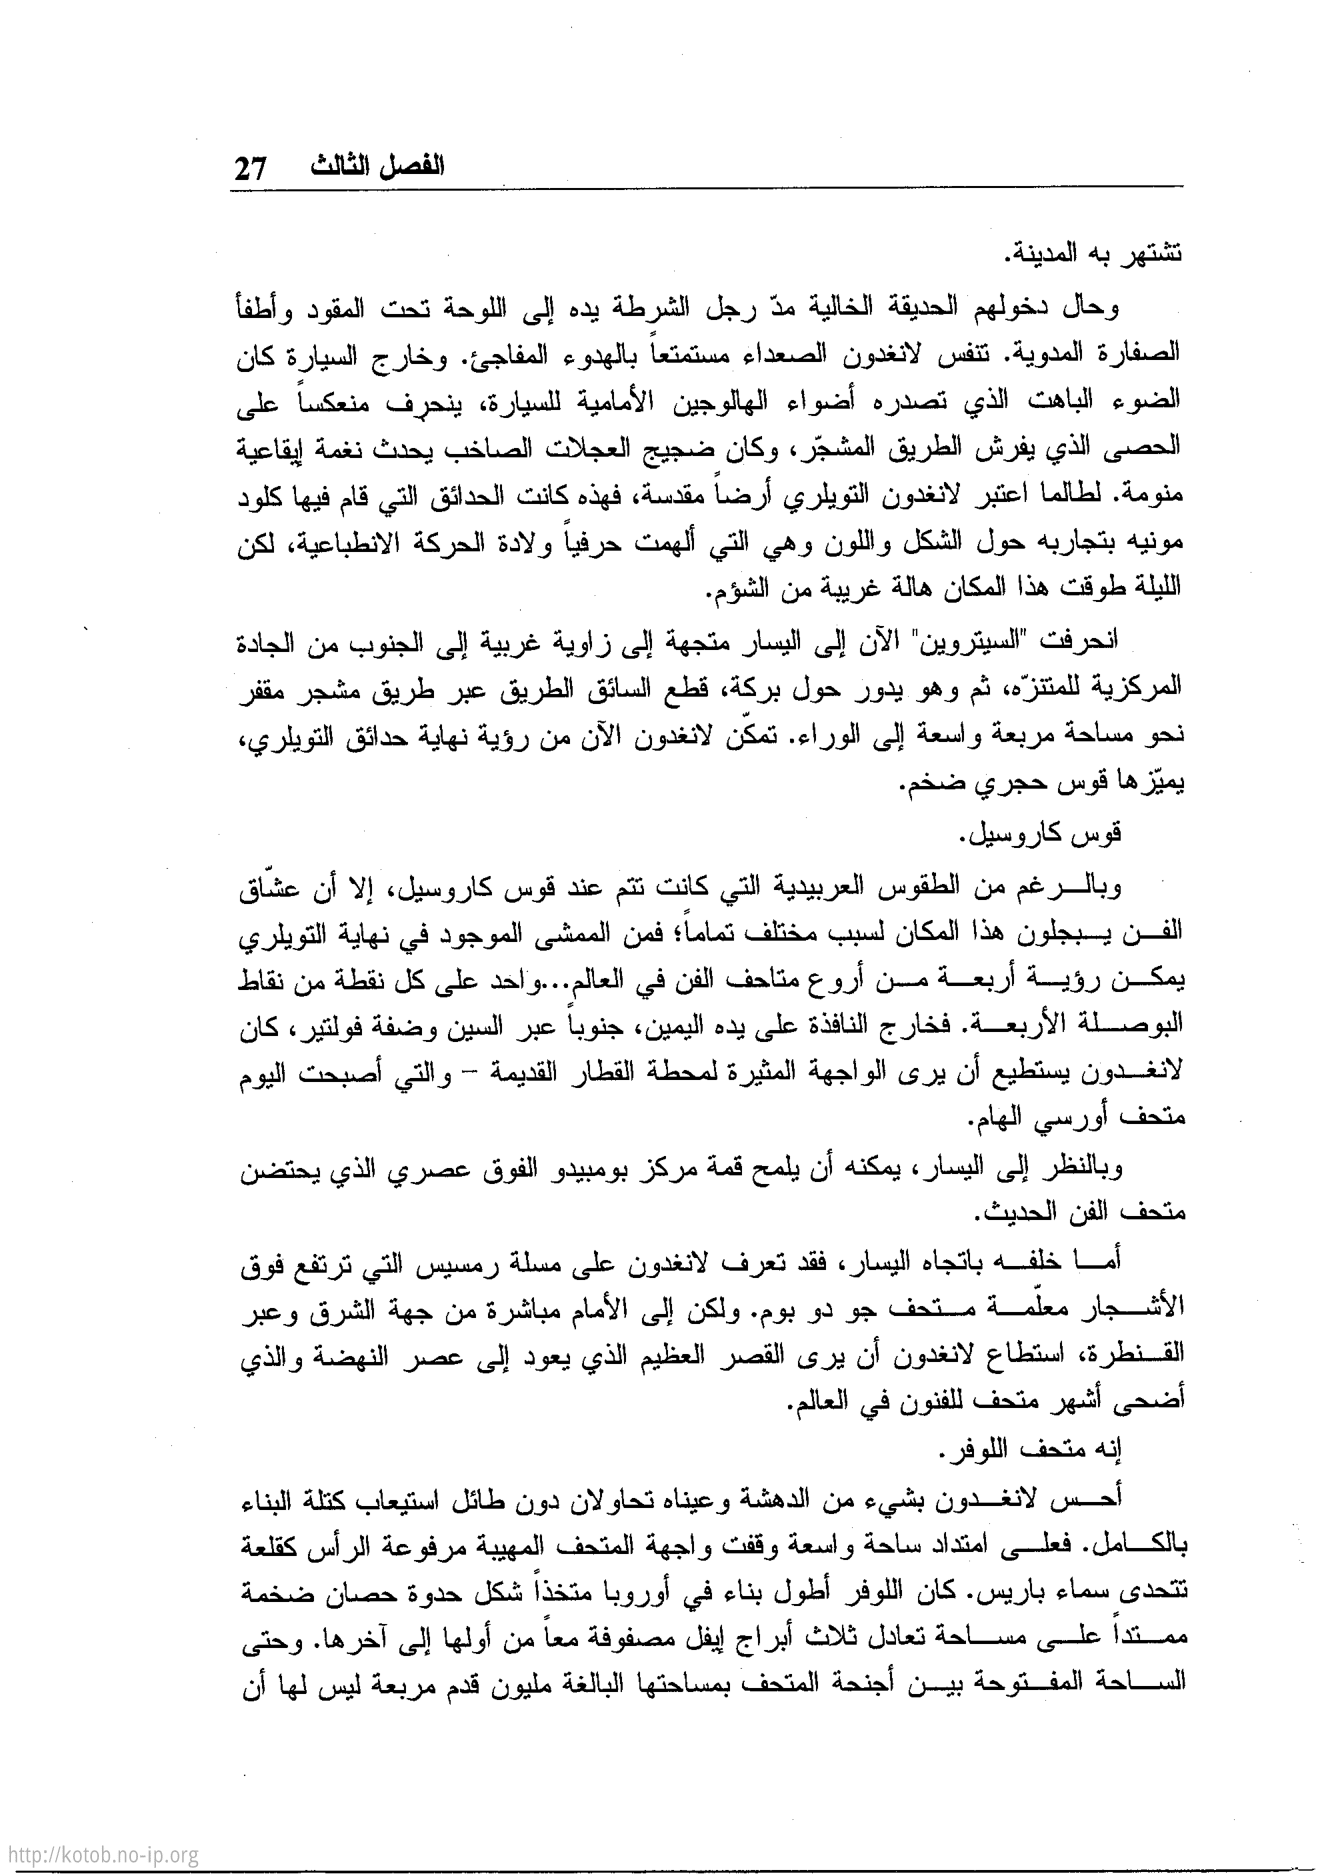 الفصل الثالث 27
تشتهر به المدينة.
وحال دخولهم الحديقة الخالية مدّ رجل الشرطة يده إلى اللوحة تحت المقود وأطفأ
الصفارة المدوية. تنفس لانغدون الصعداء مستمتعاً بالهدوء المفاجئ. وخارج السيارة كان
الضوء الباهت الذي تصدره أضواء الهالوجين الأمامية للسيارة، ينحرف منعكساً على
الحصى الذي يفرش الطريق المشجّر، وكان ضجيج العجلات الصاخب يحدث نغمة إيقاعية
منومة. لطالما اعتبر لانغدون التويلري أرضاً مقدسة، فهذه كانت الحدائق التي قام فيها كلود
مونيه بتجاربه حول الشكل واللون وهي التي ألهمت حرفياً ولادة الحركة الانطباعية، لكن
الليلة طوقت هذا المكان هالة غريبة من الشؤم.
انحرفت "السيتروين" الآن إلى اليسار متجهة إلى زاوية غربية إلى الجنوب من الجادة
المركزية للمتنزّه، ثم وهو يدور حول بركة، قطع السائق الطريق عبر طريق مشجر مقفر
نحو مساحة مربعة واسعة إلى الوراء. تمكّن لانغدون الآن من رؤية نهاية حدائق التويلري،
يميّزها قوس حجري ضخم.
قوس كاروسيل.
وبالرغم من الطقوس العربيدية التي كانت تتم عند قوس كاروسيل، إلا أن عشّاق
الفن يبجلون هذا المكان لسبب مختلف تماماً؛ فمن الممشى الموجود في نهاية التويلري
يمكن رؤية أربعة من أروع متاحف الفن في العالم...واحد على كل نقطة من نقاط
البوصلة الأربعة. فخارج النافذة على يده اليمين، جنوباً عبر السين وضفة فولتير، كان
لانغدون يستطيع أن يرى الواجهة المثيرة لمحطة القطار القديمة – والتي أصبحت اليوم
متحف أورسي الهام.
وبالنظر إلى اليسار، يمكنه أن يلمح قمة مركز بومبيدو الفوق عصري الذي يحتضن
متحف الفن الحديث.
أما خلفه باتجاه اليسار، فقد تعرف لانغدون على مسلة رمسيس التي ترتفع فوق
الأشجار معلّمة متحف جو دو بوم. ولكن إلى الأمام مباشرة من جهة الشرق وعبر
القنطرة، استطاع لانغدون أن يرى القصر العظيم الذي يعود إلى عصر النهضة والذي
أضحى أشهر متحف للفنون في العالم.
إنه متحف اللوفر.
أحس لانغدون بشيء من الدهشة وعيناه تحاولان دون طائل استيعاب كتلة البناء
بالكامل. فعلى امتداد ساحة واسعة وقفت واجهة المتحف المهيبة مرفوعة الرأس كقلعة
تتحدى سماء باريس. كان اللوفر أطول بناء في أوروبا متخذاً شكل حدوة حصان ضخمة
ممتداً على مساحة تعادل ثلاث أبراج إيفل مصفوفة معاً من أولها إلى آخرها. وحتى
الساحة المفتوحة بين أجنحة المتحف بمساحتها البالغة مليون قدم مربعة ليس لها أن
http://kotob.no-ip.org